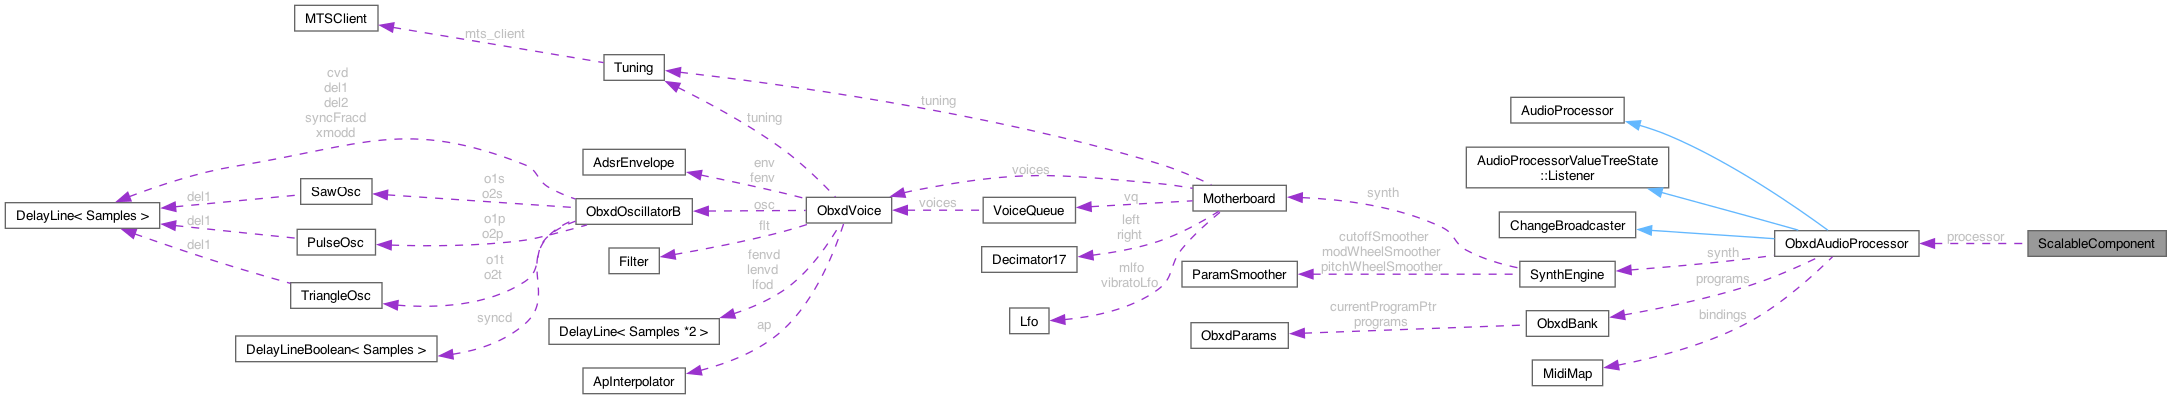 MTSClient
mts_client
Tuning
cvd
del1
del2
syncFracd
xmodd
tuning
tuning
AudioProcessor
AudioProcessorValueTreeState
::Listener
AdsrEnvelope
env
fenv
voices
SawOsc
del1
o1s
o2s
DelayLine< Samples >
ObxdOscillatorB
osc
ObxdVoice
voices
VoiceQueue
vq
Motherboard
synth
PulseOsc
del1
o1p
o2p
Filter
flt
left
right
Decimator17
ChangeBroadcaster
ObxdAudioProcessor
processor
ScalableComponent
del1
TriangleOsc
o1t
o2t
fenvd
lenvd
lfod
mlfo
vibratoLfo
ParamSmoother
cutoffSmoother
modWheelSmoother
pitchWheelSmoother
SynthEngine
synth
programs
syncd
DelayLineBoolean< Samples >
DelayLine< Samples *2 >
ap
Lfo
ObxdParams
currentProgramPtr
programs
ObxdBank
bindings
ApInterpolator
MidiMap